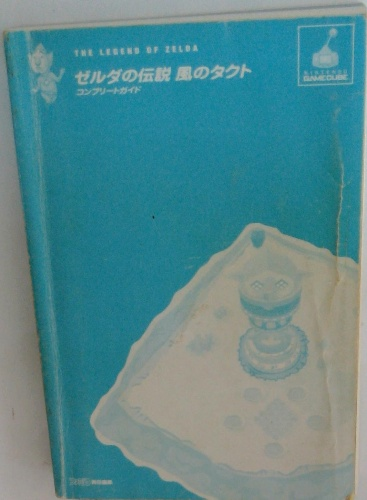 THE LEGEND OF ZELDA
ゼルダの伝説 風のタクト
コンプリートガイド
NINTENDO
GAMECUBE